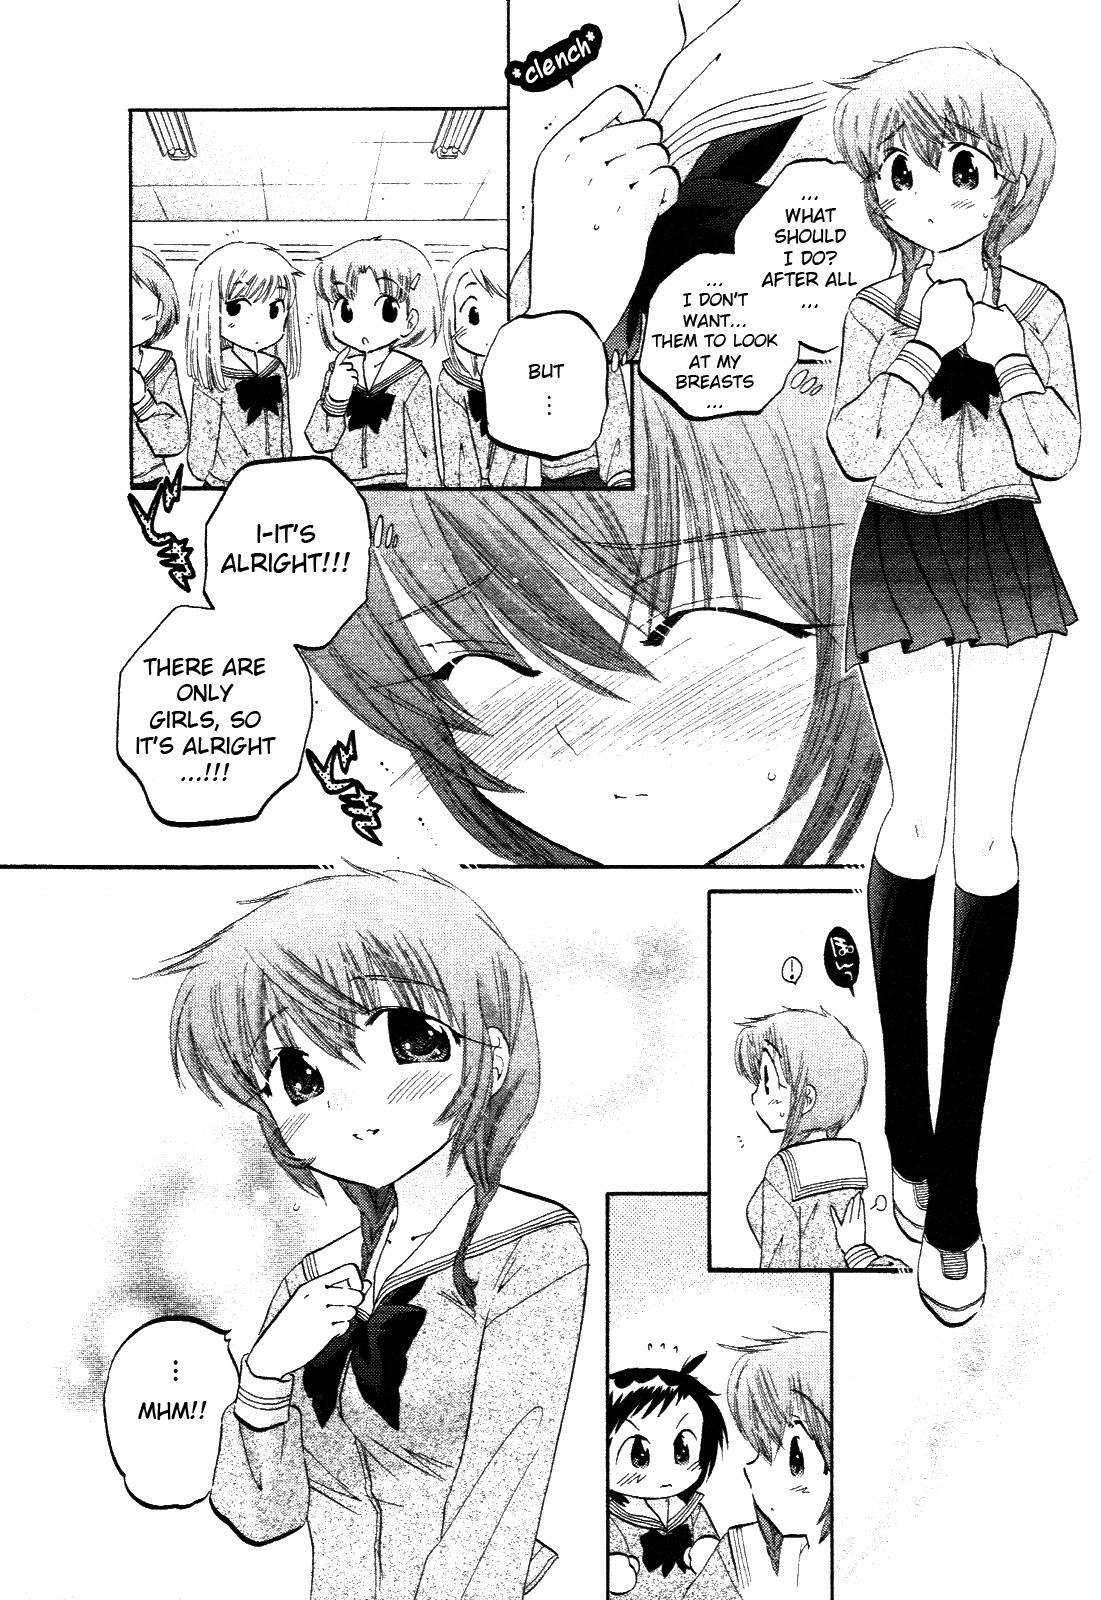 *clench*
...
WHAT
SHOULD
I DO?
AFTER ALL
...
...
I DON'T
WANT...
THEM TO LOOK
AT MY
BREASTS
...
BUT
...
I-IT'S
ALRIGHT!!!
THERE ARE
ONLY
GIRLS, SO
IT'S ALRIGHT
...!!!
!
...
MHM!!